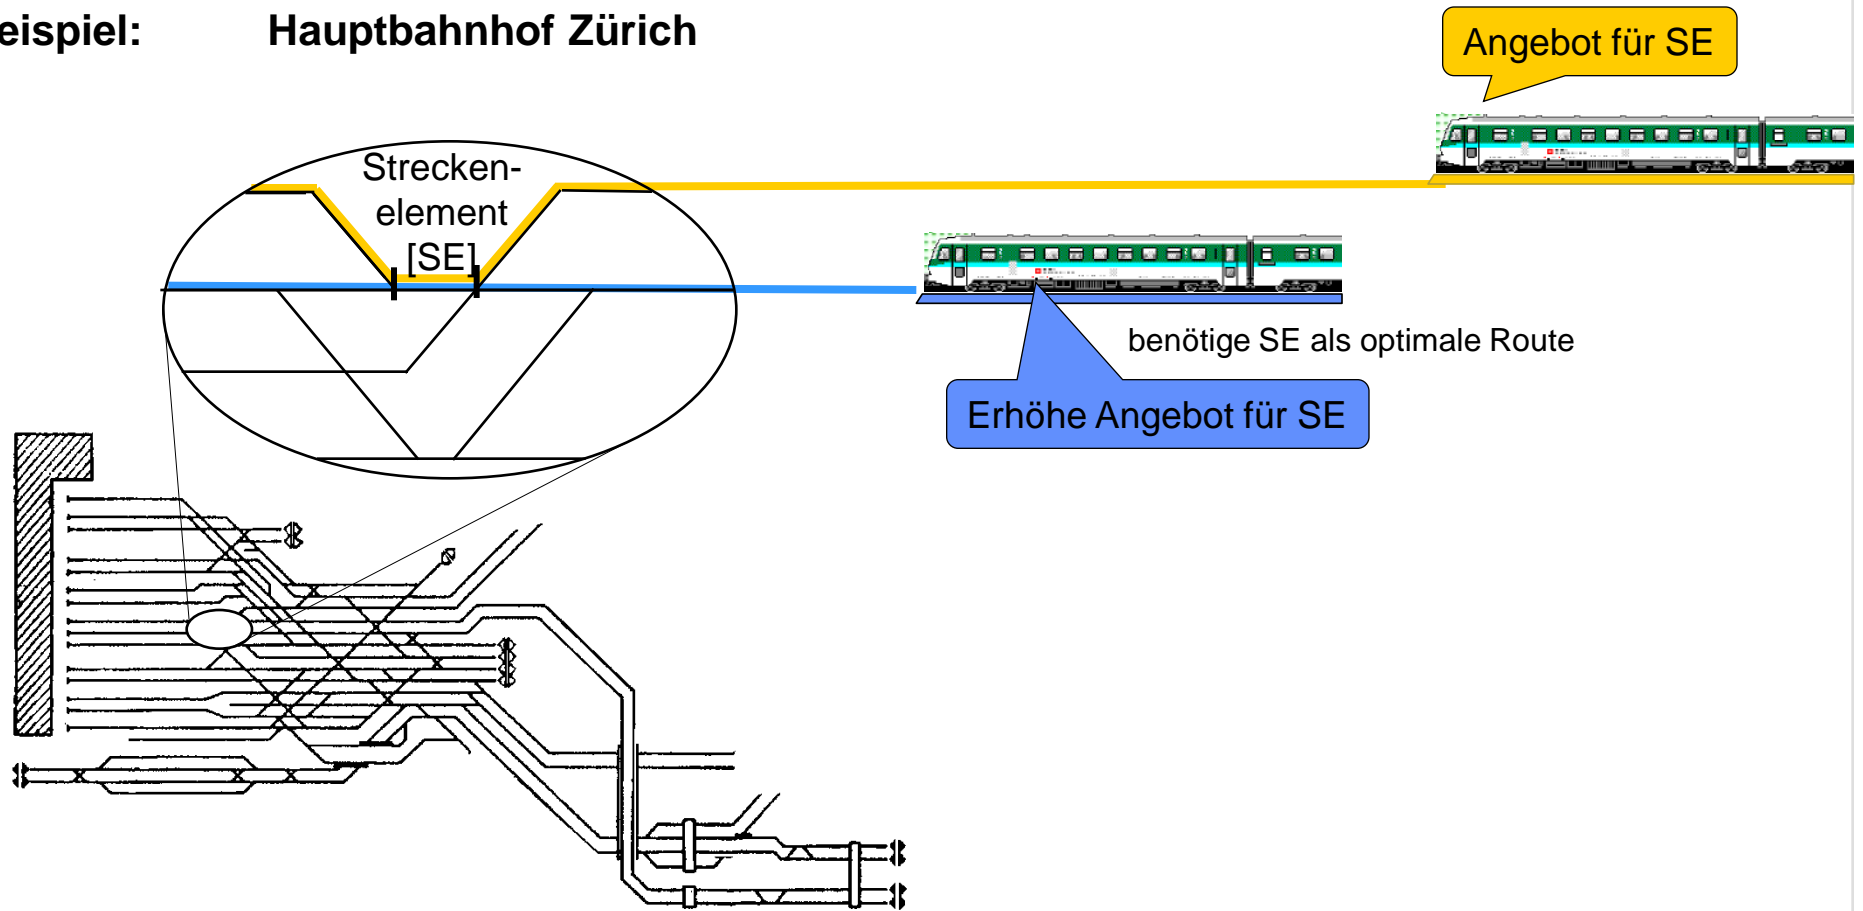 eispiel: Hauptbahnhof Zürich
Angebot für SE
Strecken-
element
[SE]
benötige SE als optimale Route
Erhöhe Angebot für SE